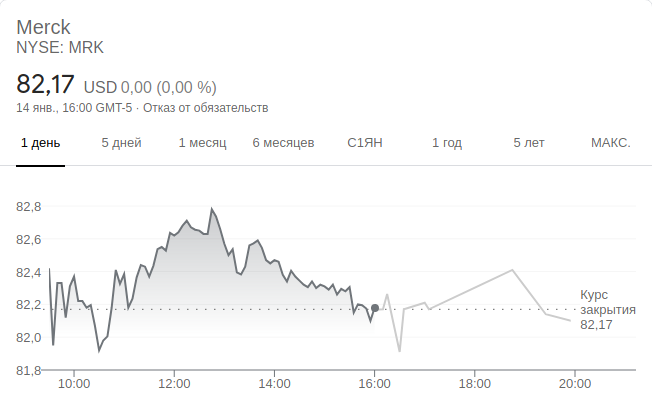 Merck
NYSE: MRK
82,17 USD 0,00 (0,00 %)
14 янв., 16:00 GMT-5 · Отказ от обязательств
1 день 5 дней 1 месяц 6 месяцев С1ЯН 1 год 5 лет МАКС.
82,8
82,6
82,4
82,2
82,0
81,8
Курс
закрытия
82,17
10:00 12:00 14:00 16:00 18:00 20:00